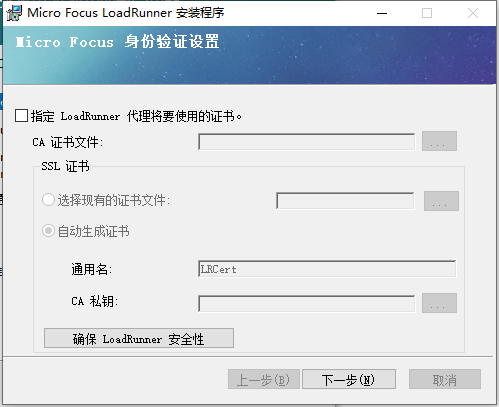 Micro Focus LoadRunner 安装程序
Micro Focus 身份验证设置
指定 LoadRunner 代理将要使用的证书。
CA 证书文件:
...
SSL 证书
选择现有的证书文件:
...
自动生成证书
通用名:
LRCert
CA 私钥:
...
确保 LoadRunner 安全性
上一步(B)
下一步(N)
取消